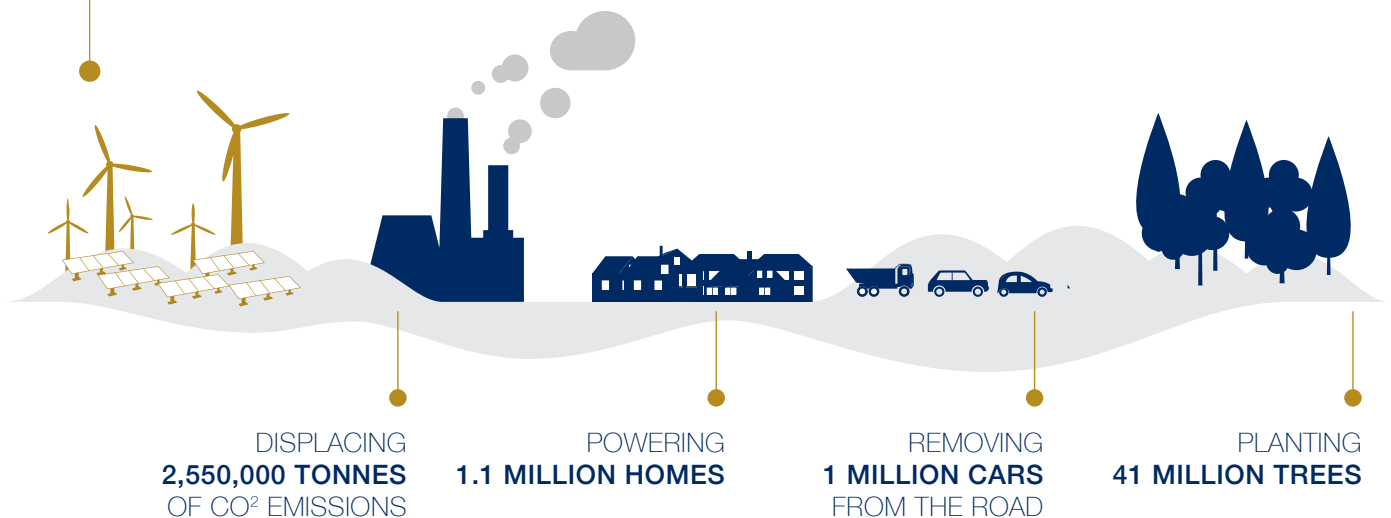 DISPLACING
2,550,000 TONNES
OF CO² EMISSIONS
POWERING
1.1 MILLION HOMES
REMOVING
1 MILLION CARS
FROM THE ROAD
PLANTING
41 MILLION TREES